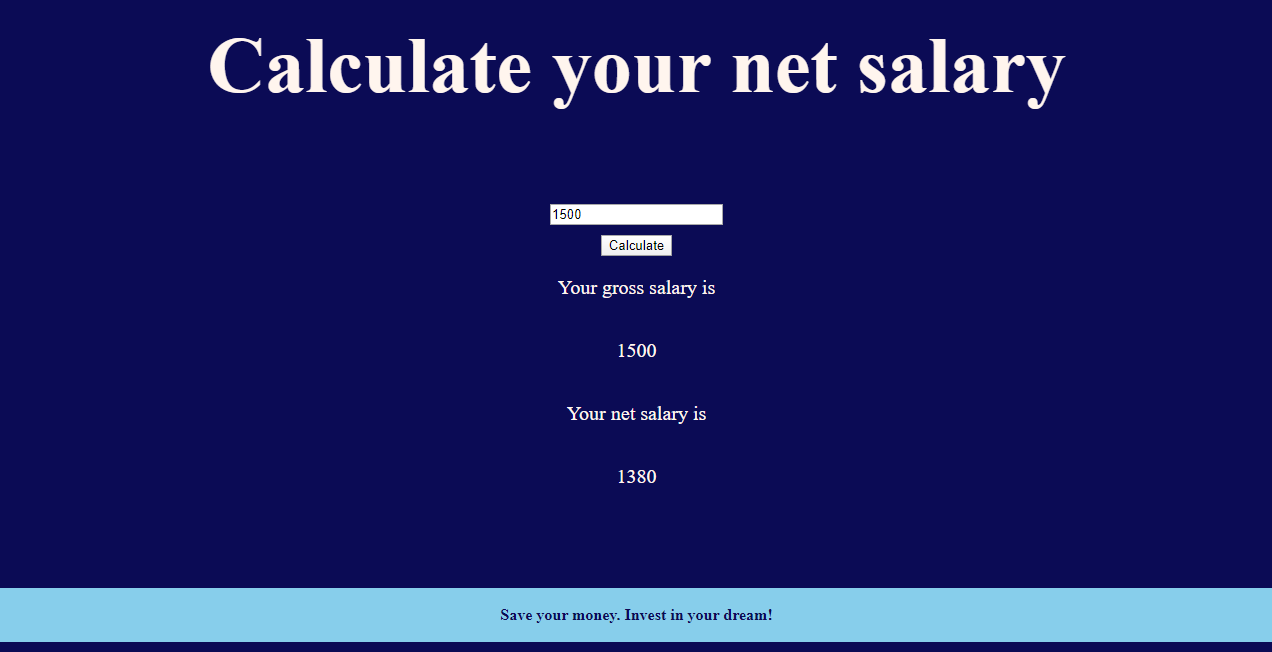 Calculate your net salary
1500
Calculate
Your gross salary is
1500
Your net salary is
1380
Save your money. Invest in your dream!